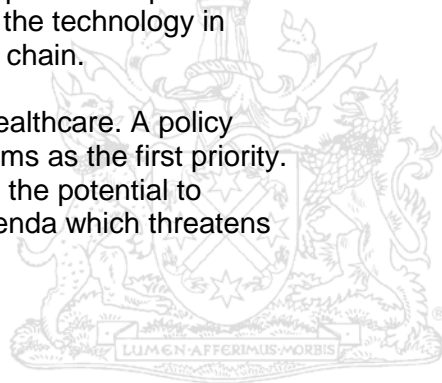 the technology in
chain.
ealthcare. A policy
ms as the first priority.
the potential to
enda which threatens
LUMEN·AFFERIMUS·MORBIS
®